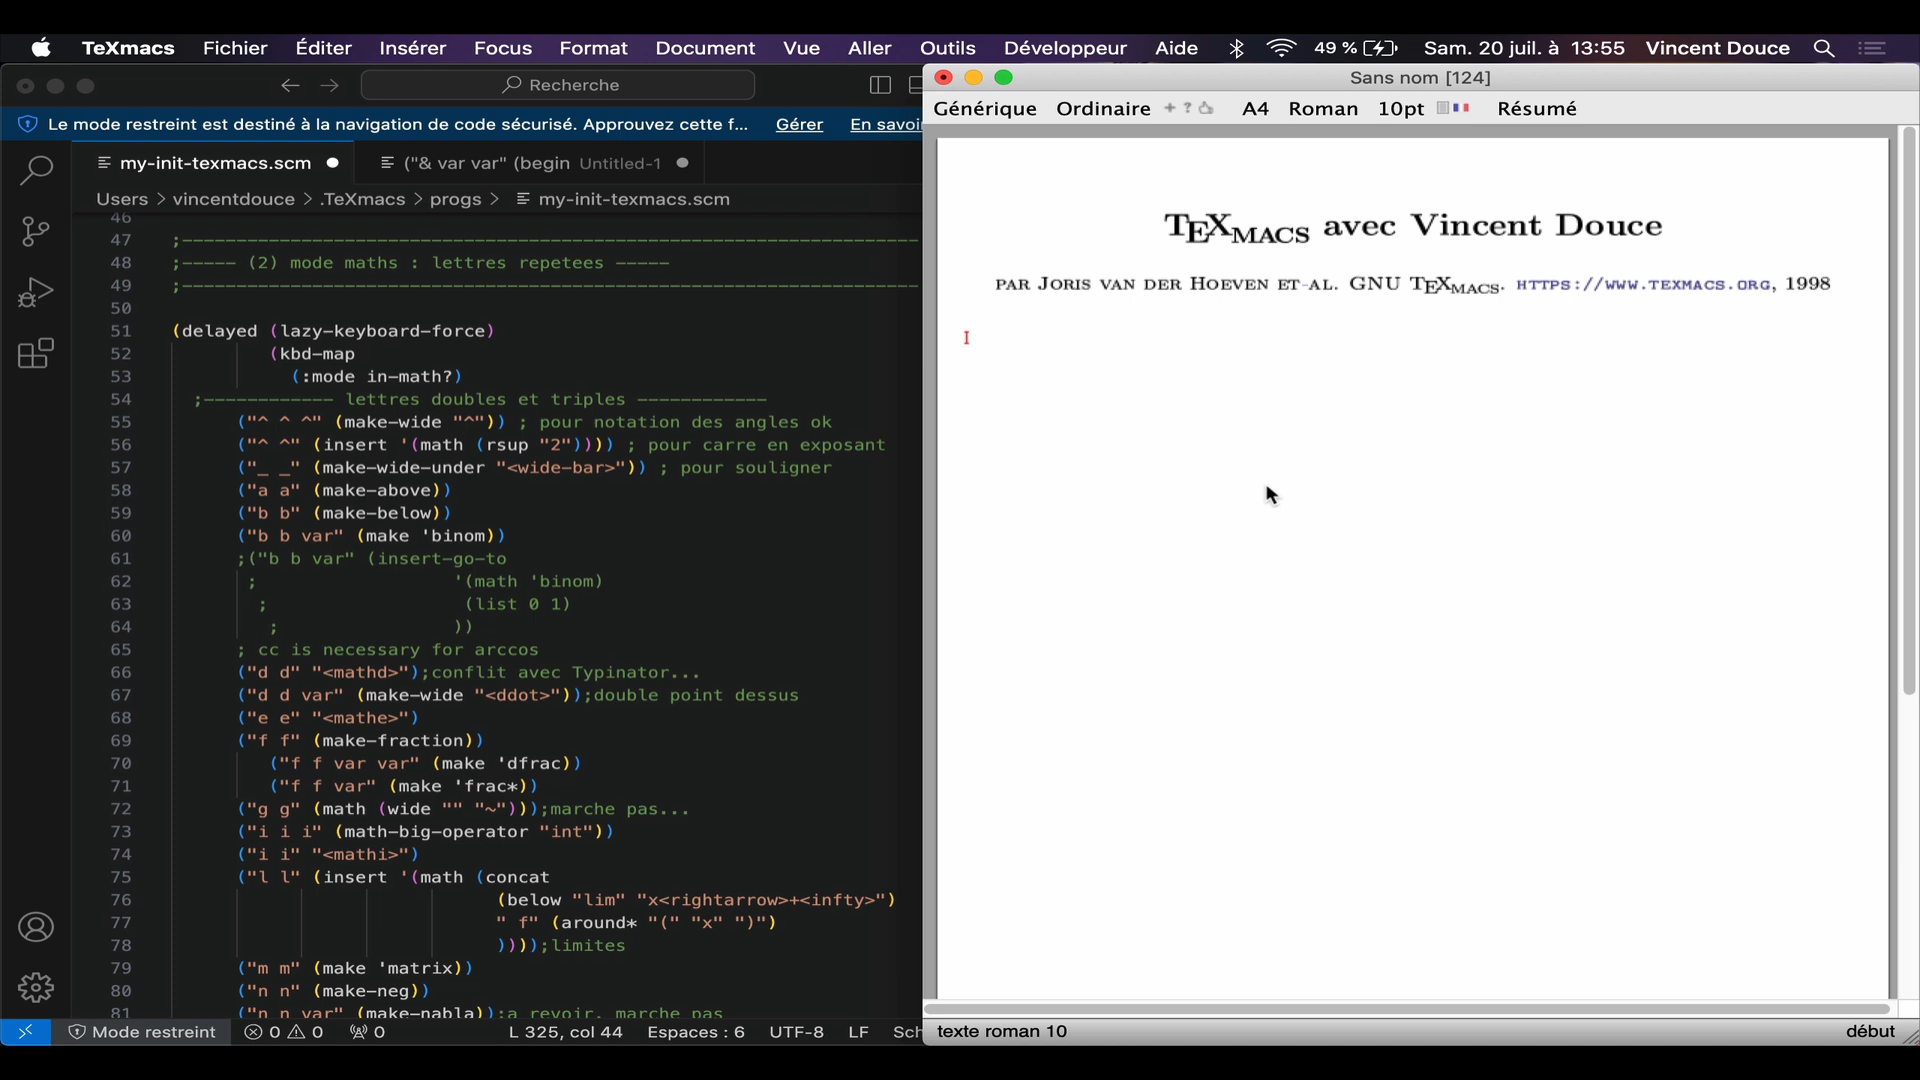 TeXmacs Fichier Éditer Insérer Focus Format Document Vue Aller Outils Développeur Aide 49 % Sam. 20 juil. à 13:55 Vincent Douce
Recherche
Le mode restreint est destiné à la navigation de code sécurisé. Approuvez cette f... Gérer En savoi
my-init-texmacs.scm ("& var var" (begin Untitled-1
Users > vincentdouce > .TeXmacs > progs > my-init-texmacs.scm
46
47 ;--------------------------------------------------------------------
48 ;----- (2) mode maths : lettres repetees -----
49 ;--------------------------------------------------------------------
50
51 (delayed (lazy-keyboard-force)
52 (kbd-map
53 (:mode in-math?)
54 ;------------ lettres doubles et triples ------------
55 ("^ ^ ^" (make-wide "^")) ; pour notation des angles ok
56 ("^ ^" (insert '(math (rsup "2")))) ; pour carre en exposant
57 ("_ _" (make-wide-under "<wide-bar>")) ; pour souligner
58 ("a a" (make-above))
59 ("b b" (make-below))
60 ("b b var" (make 'binom))
61 ;("b b var" (insert-go-to
62 ; '(math 'binom)
63 ; (list 0 1)
64 ; ))
65 ; cc is necessary for arccos
66 ("d d" "<mathd>");conflit avec Typinator...
67 ("d d var" (make-wide "<ddot>"));double point dessus
68 ("e e" "<mathe>")
69 ("f f" (make-fraction))
70 ("f f var var" (make 'dfrac))
71 ("f f var" (make 'frac*))
72 ("g g" (math (wide "" "~")));marche pas...
73 ("i i i" (math-big-operator "int"))
74 ("i i" "<mathi>")
75 ("l l" (insert '(math (concat
76 (below "lim" "x<rightarrow>+<infty>")
77 " f" (around* "(" "x" ")")
78 ))));limites
79 ("m m" (make 'matrix))
80 ("n n" (make-neg))
81 ("n n var" (make-nabla));a revoir, marche pas
Mode restreint 0 0 0 L 325, col 44 Espaces : 6 UTF-8 LF Sch
Sans nom [124]
Générique Ordinaire + ? A4 Roman 10pt Résumé
TEXMACS avec Vincent Douce
PAR JORIS VAN DER HOEVEN ET-AL. GNU TEXMACS. HTTPS://WWW.TEXMACS.ORG, 1998
texte roman 10 début